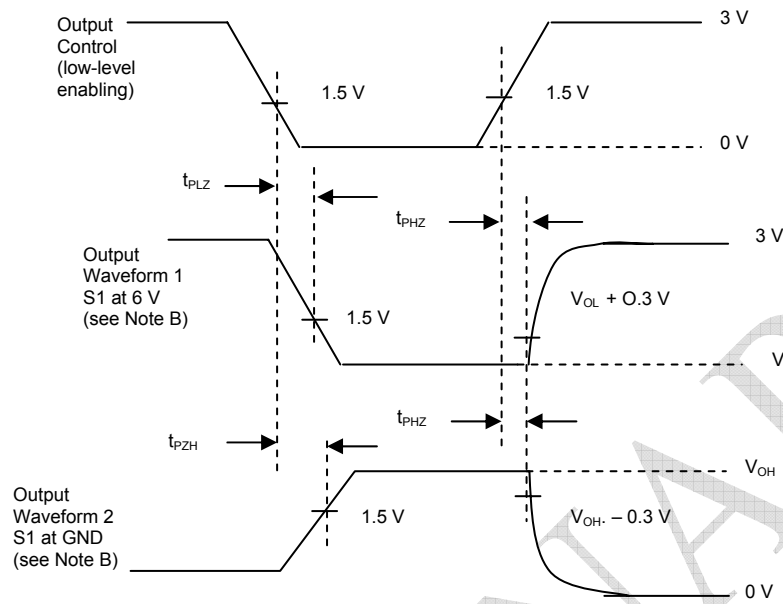 Output
Control
(low-level
enabling)
3 V
1.5 V
1.5 V
0 V
tPLZ
tPHZ
3 V
Output
Waveform 1
S1 at 6 V
(see Note B)
1.5 V
VOL + O.3 V
V
tPZH
tPHZ
VOH
Output
Waveform 2
S1 at GND
(see Note B)
1.5 V
VOH. – 0.3 V
0 V